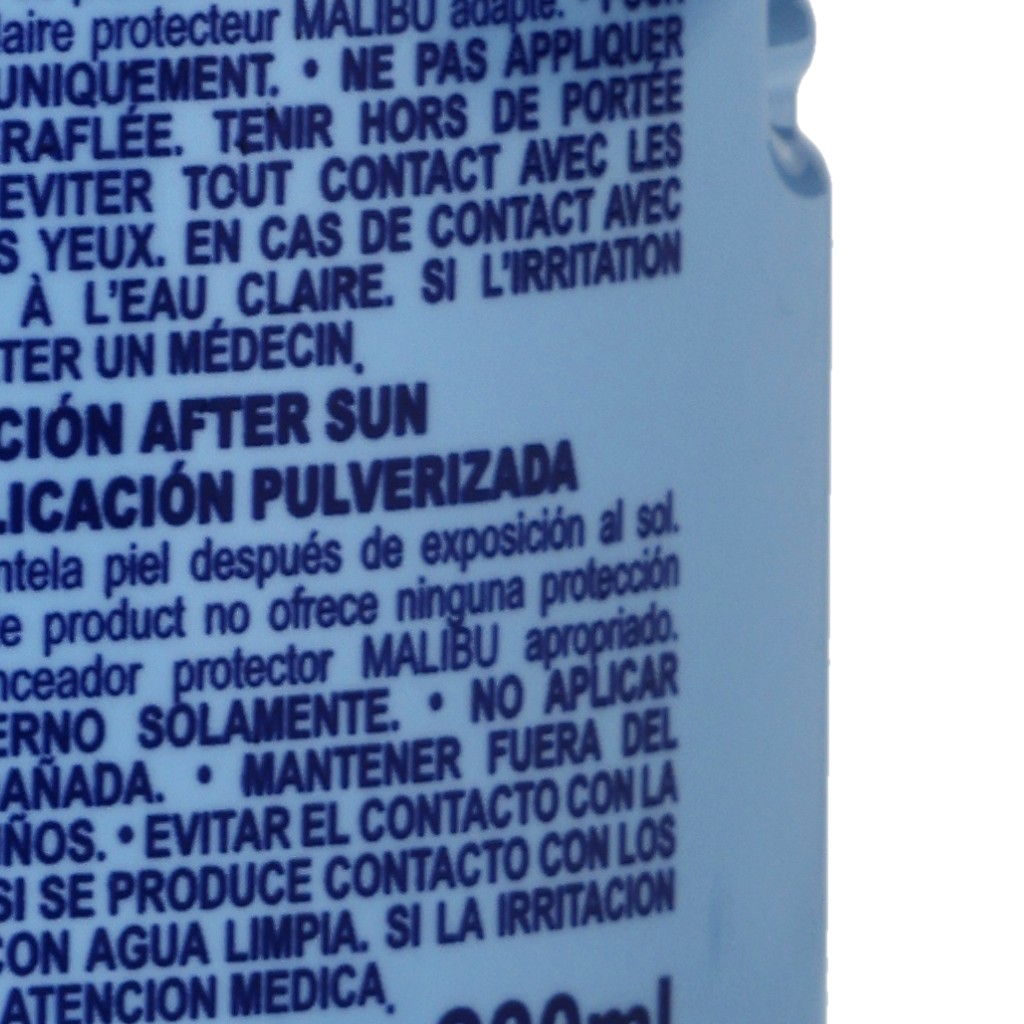 laire protecteur MALIBU adapté. •
UNIQUEMENT. • NE PAS APPLIQUER
RAFLÉE. TENIR HORS DE PORTÉE
EVITER TOUT CONTACT AVEC LES
S YEUX. EN CAS DE CONTACT AVEC
À L'EAU CLAIRE. SI L'IRRITATION
TER UN MÉDECIN.
CIÓN AFTER SUN
LICACIÓN PULVERIZADA
ntela piel después de exposición al sol.
e product no ofrece ninguna protección
nceador protector MALIBU apropriado.
ERNO SOLAMENTE. • NO APLICAR
AÑADA. • MANTENER FUERA DEL
IÑOS. • EVITAR EL CONTACTO CON LA
SI SE PRODUCE CONTACTO CON LOS
CON AGUA LIMPIA. SI LA IRRITACION
ATENCION MEDICA.